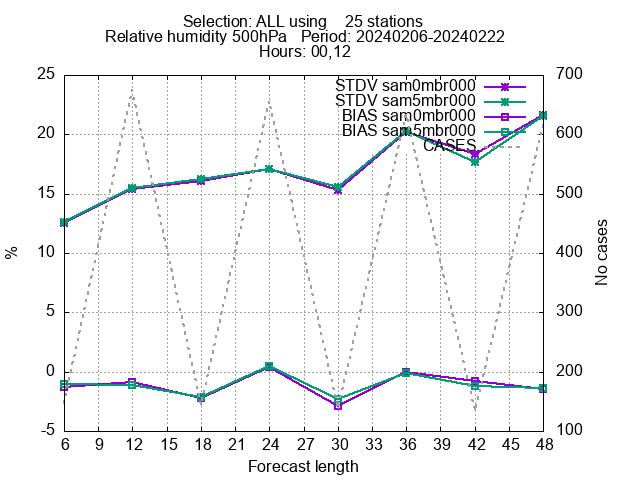 Selection: ALL using    25 stations
Relative humidity 500hPa   Period: 20240206-20240222
Hours: 00,12
25
20
15
10
5
0
-5
%
700
600
500
400
300
200
100
No cases
STDV sam0mbr000
STDV sam5mbr000
BIAS sam0mbr000
BIAS sam5mbr000
CASES
6 9 12 15 18 21 24 27 30 33 36 39 42 45 48
Forecast length